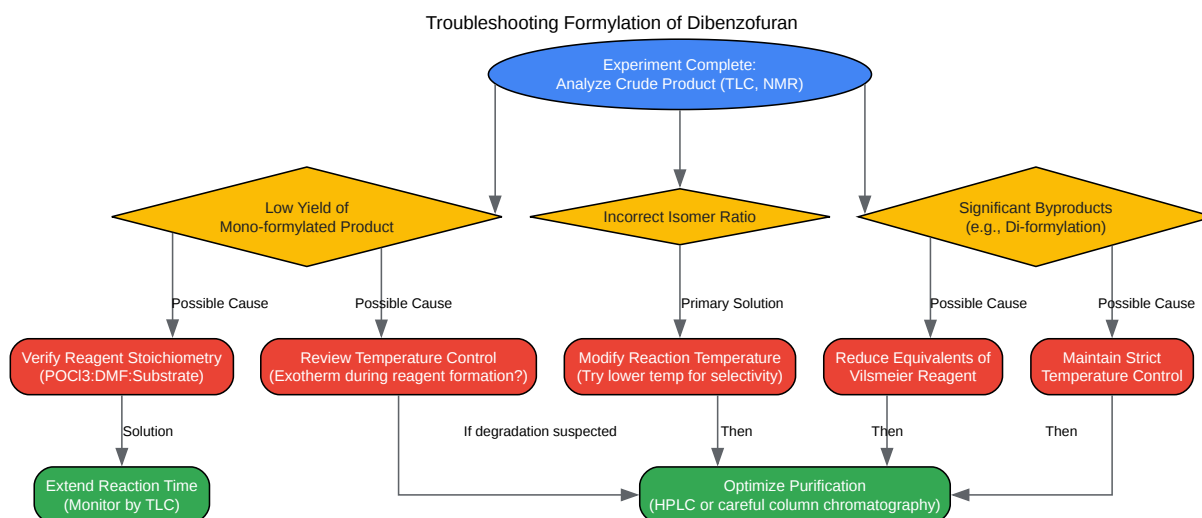 Troubleshooting Formylation of Dibenzofuran
Experiment Complete:
Analyze Crude Product (TLC, NMR)
Low Yield of
Mono-formylated Product
Incorrect Isomer Ratio
Significant Byproducts
(e.g., Di-formylation)
Possible Cause
Possible Cause
Primary Solution
Possible Cause
Possible Cause
Verify Reagent Stoichiometry
(POCl3:DMF:Substrate)
Review Temperature Control
(Exotherm during reagent formation?)
Modify Reaction Temperature
(Try lower temp for selectivity)
Reduce Equivalents of
Vilsmeier Reagent
Maintain Strict
Temperature Control
Solution
If degradation suspected
Then
Then
Then
Extend Reaction Time
(Monitor by TLC)
Optimize Purification
(HPLC or careful column chromatography)